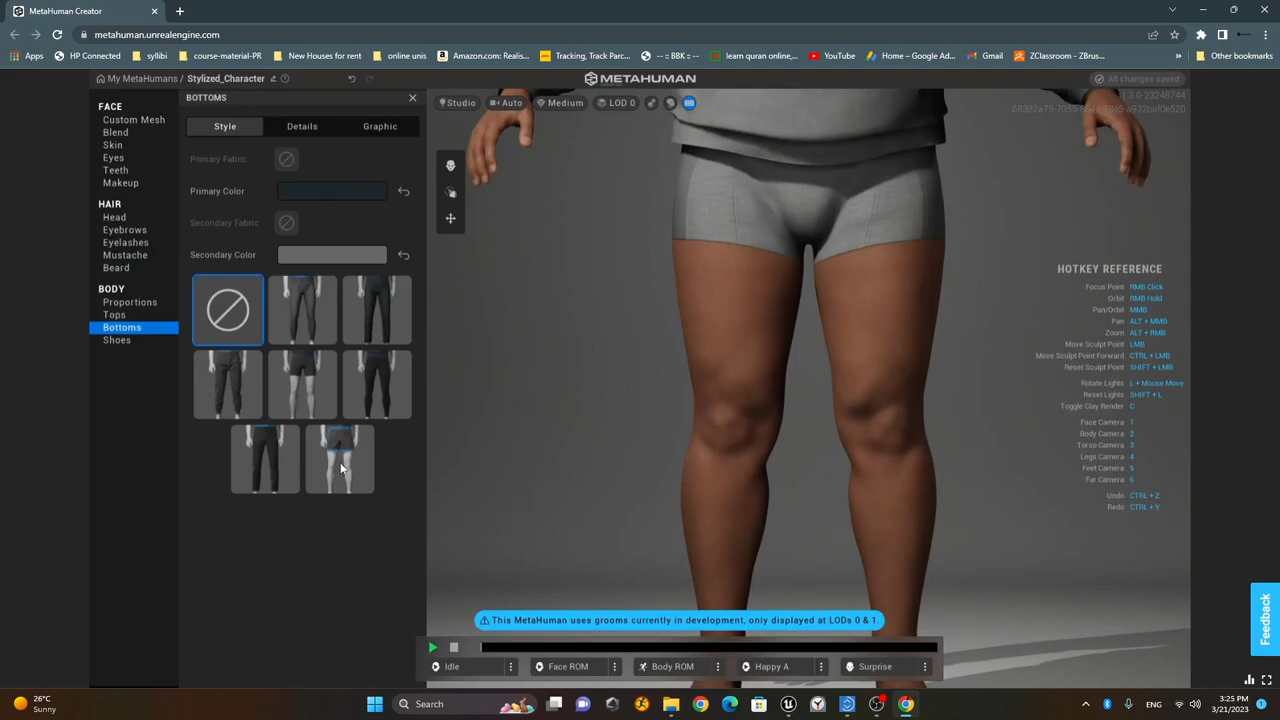 MetaHuman Creator
metahuman.unrealengine.com
Apps
HP Connected
syllibi
course-material-PR
New Houses for rent
online unis
Amazon.com: Realis...
Tracking, Track Parc...
-- :: BBK :: --
learn quran online,...
YouTube
Home – Google Ad...
Gmail
ZClassroom - ZBrus...
Other bookmarks
My MetaHumans / Stylized_Character
METAHUMAN
All changes saved
FACE
Custom Mesh
Blend
Skin
Eyes
Teeth
Makeup
HAIR
Head
Eyebrows
Eyelashes
Mustache
Beard
BODY
Proportions
Tops
Bottoms
Shoes
BOTTOMS
Style
Details
Graphic
Primary Fabric
Primary Color
Secondary Fabric
Secondary Color
Studio
Auto
Medium
LOD 0
HOTKEY REFERENCE
Focus Point RMB Click
Orbit RMB Hold
Pan/Orbit MMB
Pan ALT + MMB
Zoom ALT + RMB
Move Sculpt Point LMB
Move Sculpt Point Forward CTRL + LMB
Reset Sculpt Point SHIFT + LMB
Rotate Lights L + Mouse Move
Reset Lights SHIFT + L
Toggle Clay Render C
Face Camera 1
Body Camera 2
Torso Camera 3
Legs Camera 4
Feet Camera 5
Far Camera 6
Undo CTRL + Z
Redo CTRL + Y
Feedback
This MetaHuman uses grooms currently in development, only displayed at LODs 0 & 1.
Idle
Face ROM
Body ROM
Happy A
Surprise
26°C
Sunny
Search
ENG
3:25 PM
3/21/2023